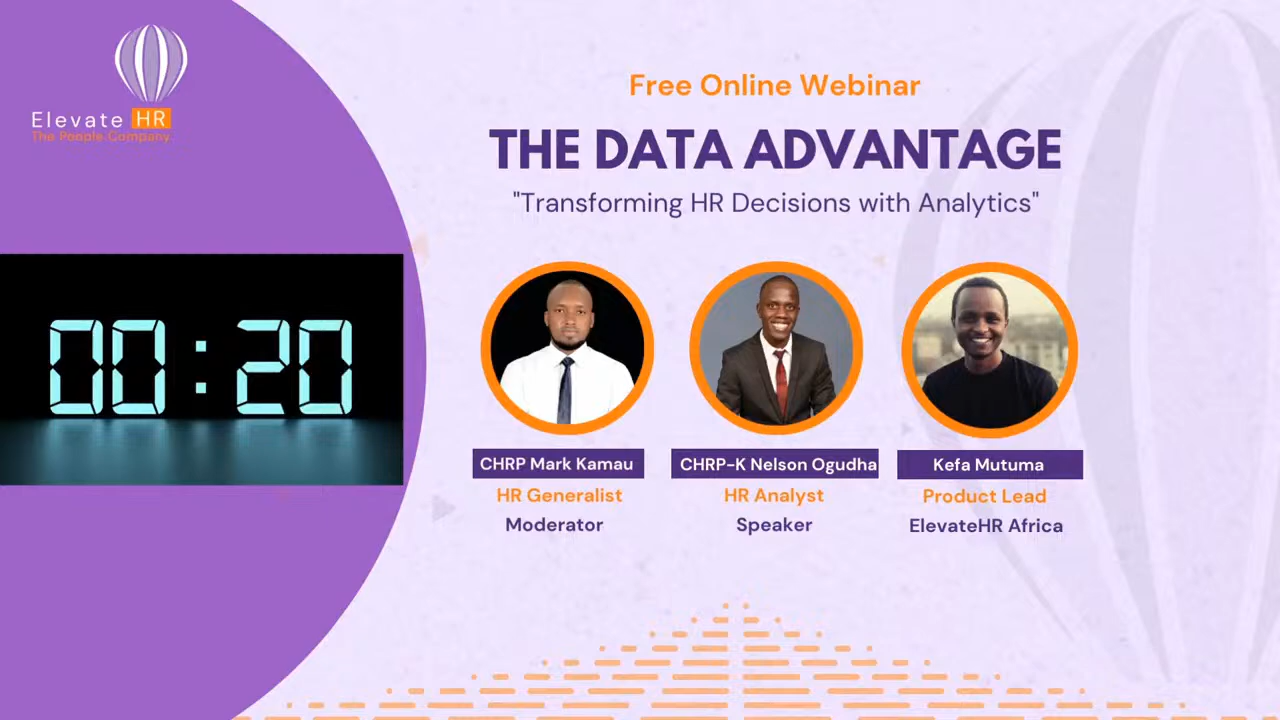 Elevate HR
The People Company
Free Online Webinar
THE DATA ADVANTAGE
"Transforming HR Decisions with Analytics"
00:20
CHRP Mark Kamau
HR Generalist
Moderator
CHRP-K Nelson Ogudha
HR Analyst
Speaker
Kefa Mutuma
Product Lead
ElevateHR Africa